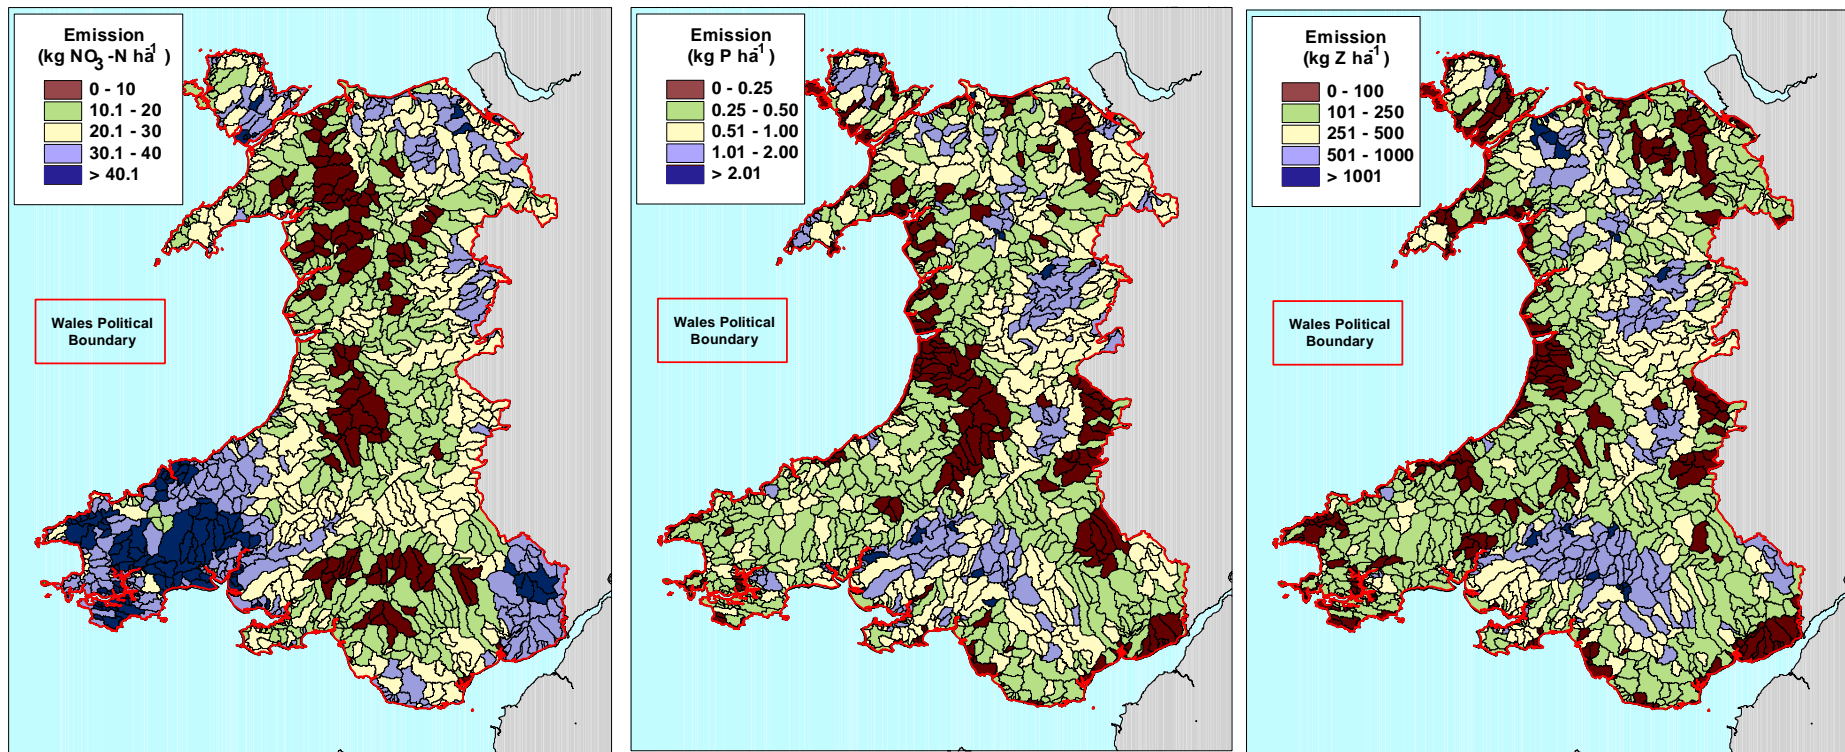 Emission
(kg NO3 -N ha-1)
0 - 10
10.1 - 20
20.1 - 30
30.1 - 40
> 40.1
Wales Political
Boundary
Emission
(kg P ha-1)
0 - 0.25
0.25 - 0.50
0.51 - 1.00
1.01 - 2.00
> 2.01
Wales Political
Boundary
Emission
(kg Z ha-1)
0 - 100
101 - 250
251 - 500
501 - 1000
> 1001
Wales Political
Boundary